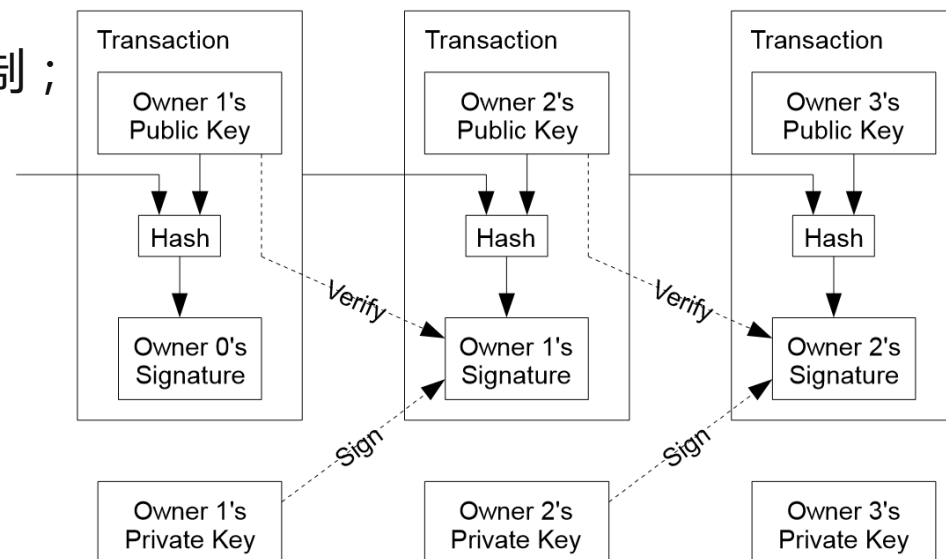 制；
Transaction
Owner 1's
Public Key
Hash
Owner 0's
Signature
Transaction
Owner 2's
Public Key
Hash
Verify
Owner 1's
Signature
Transaction
Owner 3's
Public Key
Hash
Verify
Owner 2's
Signature
Sign
Sign
Owner 1's
Private Key
Owner 2's
Private Key
Owner 3's
Private Key